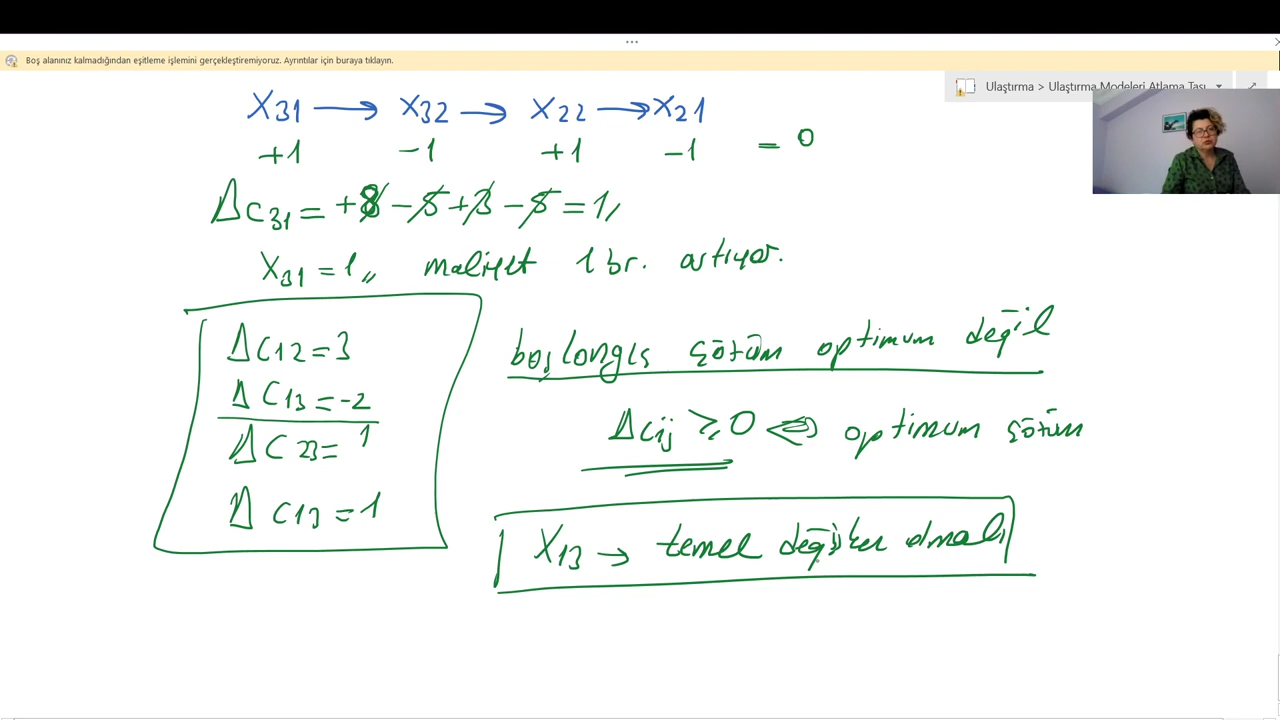 Boş alanınız kalmadığından eşitleme işlemini gerçekleştiremiyoruz. Ayrıntılar için buraya tıklayın.
Ulaştırma > Ulaştırma Modeleri Atlama Taşı
X31 → X32 → X22 → X21
+1 -1 +1 -1 = 0
ΔC31 = +8 -5 +3 -5 = 1
X31 = 1 maliyet 1 br. artıyor.
ΔC12 = 3
ΔC13 = -2
ΔC23 = 1
ΔC13 = 1
başlangıç çözüm optimum değil
ΔCij ≥ 0 ⇔ optimum çözüm
X13 → temel değişken olmalı